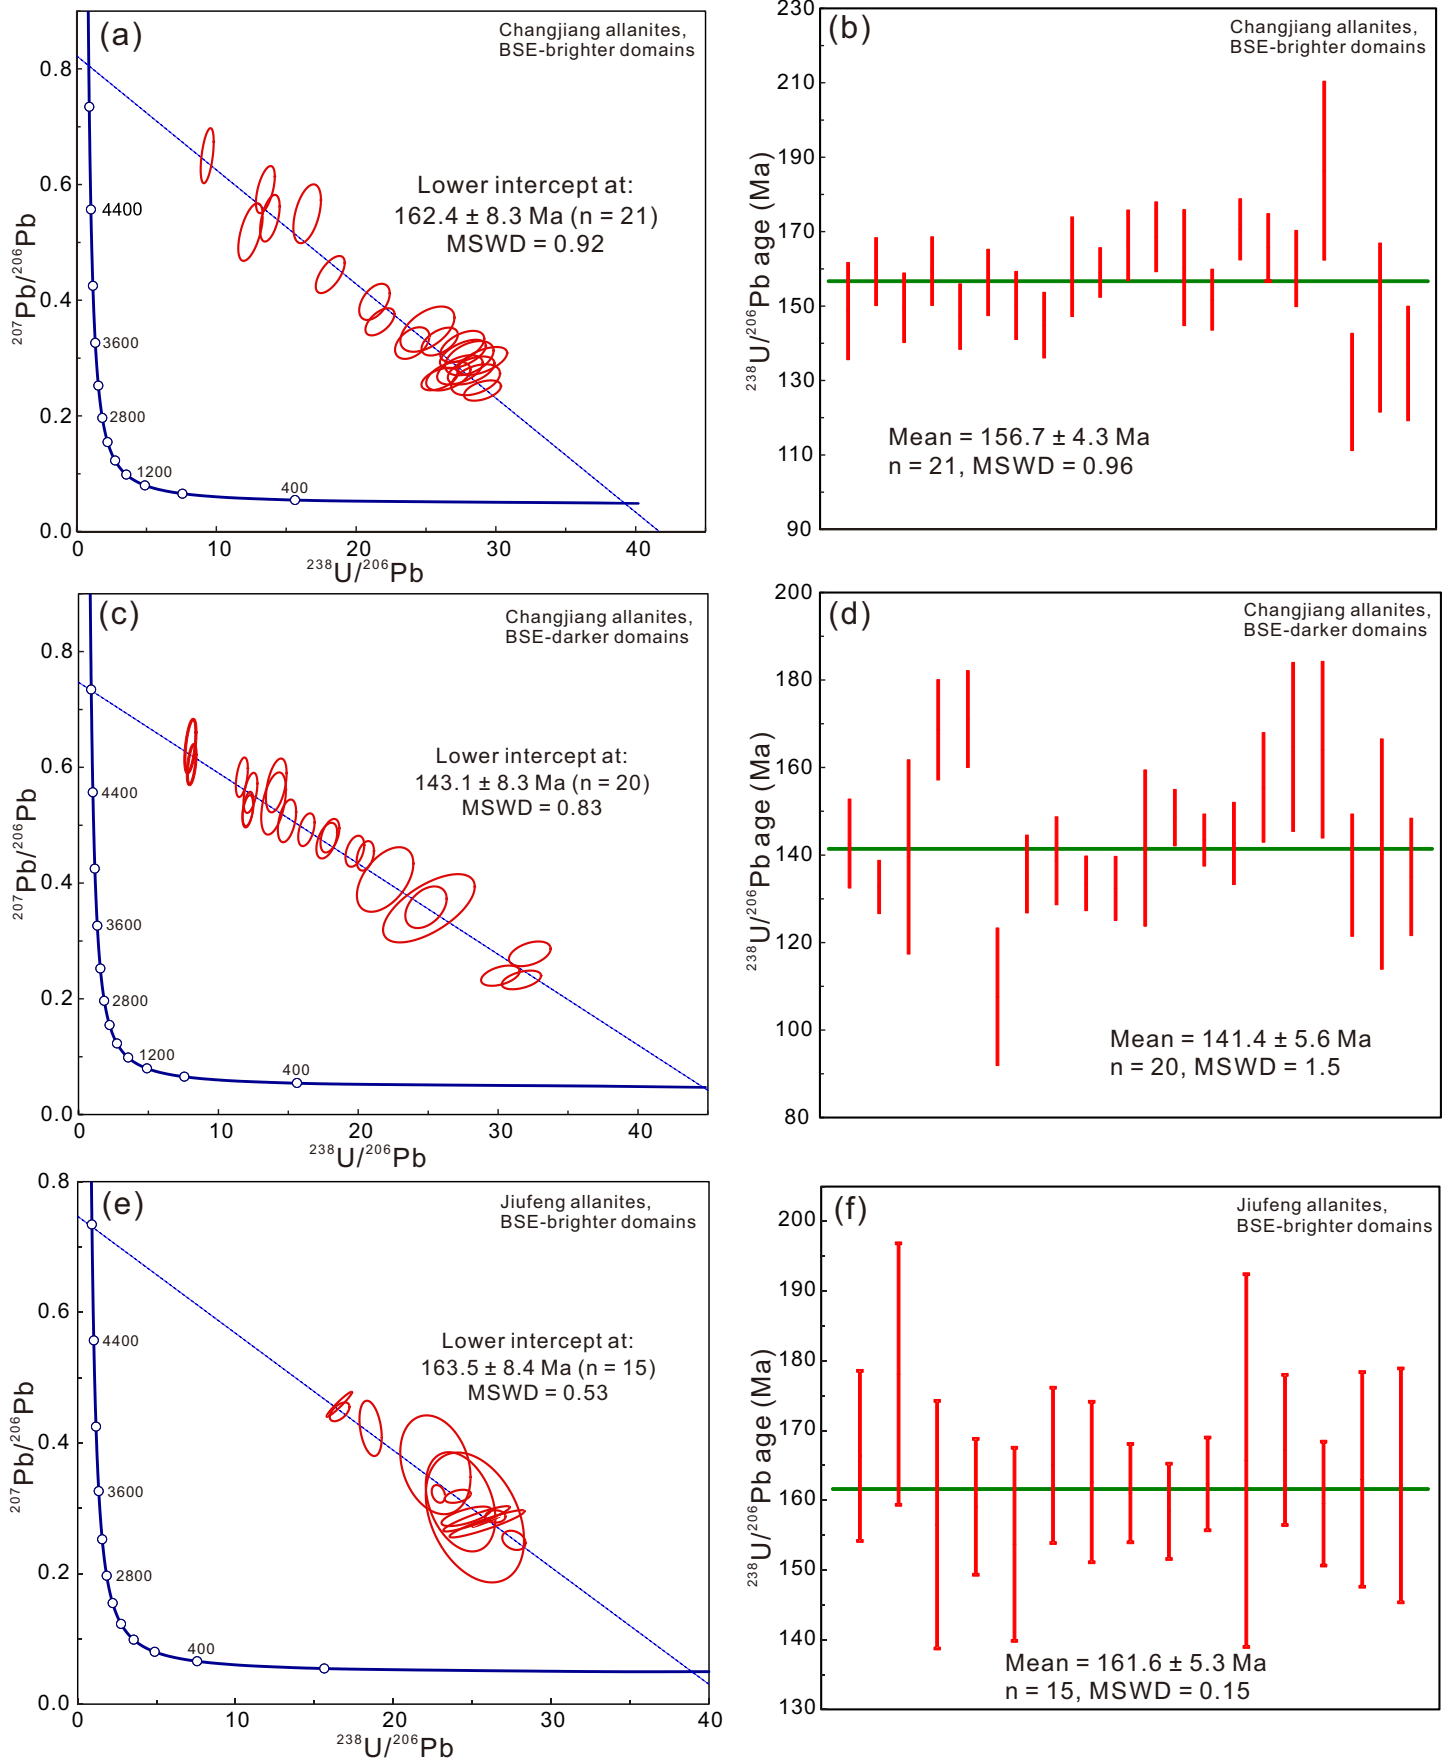 (a)
Changjiang allanites,
BSE-brighter domains
Lower intercept at:
162.4 ± 8.3 Ma (n = 21)
MSWD = 0.92
0.8
0.6
0.4
0.2
0.0
4400
3600
2800
1200
400
0 10 20 30 40
²⁰⁷Pb/²⁰⁶Pb
²³⁸U/²⁰⁶Pb
(b)
Changjiang allanites,
BSE-brighter domains
230
210
190
170
150
130
110
90
²³⁸U/²⁰⁶Pb age (Ma)
Mean = 156.7 ± 4.3 Ma
n = 21, MSWD = 0.96
(c)
Changjiang allanites,
BSE-darker domains
Lower intercept at:
143.1 ± 8.3 Ma (n = 20)
MSWD = 0.83
0.8
0.6
0.4
0.2
0.0
4400
3600
2800
1200
400
0 10 20 30 40
²⁰⁷Pb/²⁰⁶Pb
²³⁸U/²⁰⁶Pb
(d)
Changjiang allanites,
BSE-darker domains
200
180
160
140
120
100
80
²³⁸U/²⁰⁶Pb age (Ma)
Mean = 141.4 ± 5.6 Ma
n = 20, MSWD = 1.5
(e)
Jiufeng allanites,
BSE-brighter domains
Lower intercept at:
163.5 ± 8.4 Ma (n = 15)
MSWD = 0.53
0.8
0.6
0.4
0.2
0.0
4400
3600
2800
400
0 10 20 30 40
²⁰⁷Pb/²⁰⁶Pb
²³⁸U/²⁰⁶Pb
(f)
Jiufeng allanites,
BSE-brighter domains
200
190
180
170
160
150
140
130
²³⁸U/²⁰⁶Pb age (Ma)
Mean = 161.6 ± 5.3 Ma
n = 15, MSWD = 0.15